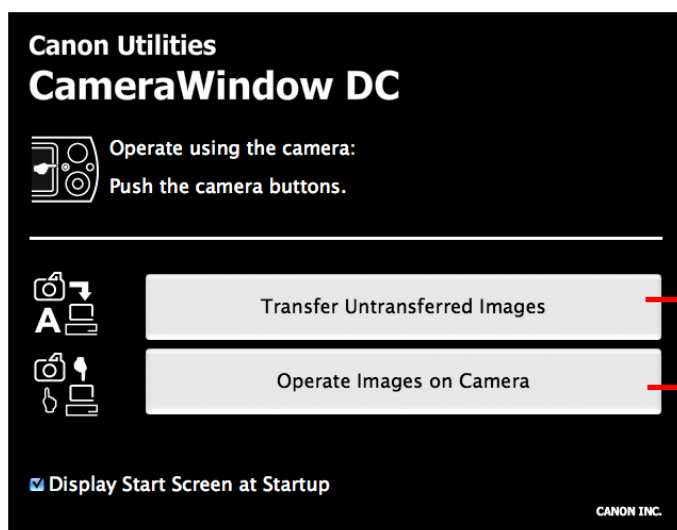 Canon Utilities
CameraWindow DC
Operate using the camera:
Push the camera buttons.
Transfer Untransferred Images
A
Operate Images on Camera
Display Start Screen at Startup
CANON INC.